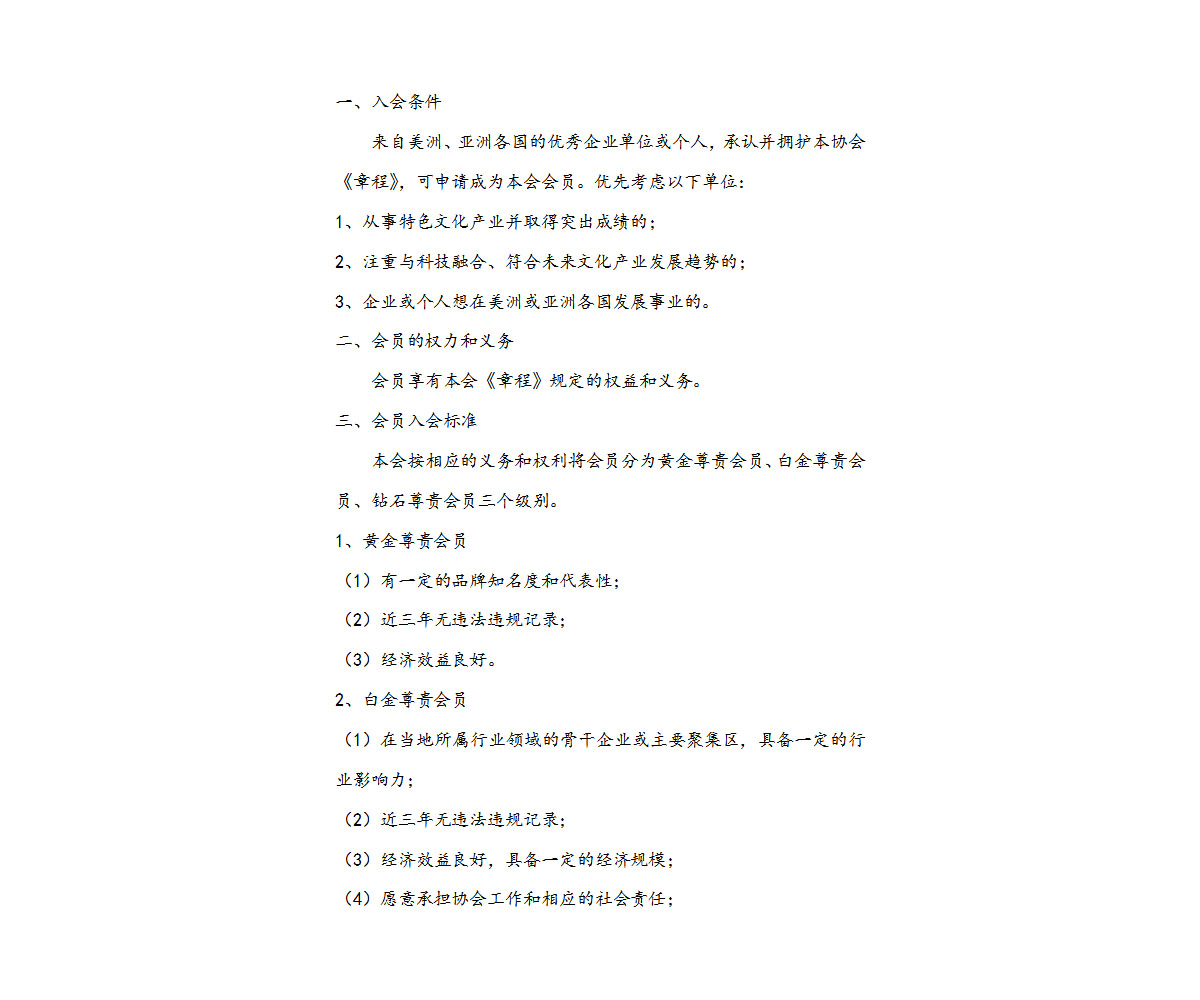 一、入会条件
来自美洲、亚洲各国的优秀企业单位或个人，承认并拥护本协会
《章程》，可申请成为本会会员。优先考虑以下单位：
1、从事特色文化产业并取得突出成绩的；
2、注重与科技融合、符合未来文化产业发展趋势的；
3、企业或个人想在美洲或亚洲各国发展事业的。
二、会员的权力和义务
会员享有本会《章程》规定的权益和义务。
三、会员入会标准
本会按相应的义务和权利将会员分为黄金尊贵会员、白金尊贵会
员、钻石尊贵会员三个级别。
1、黄金尊贵会员
（1）有一定的品牌知名度和代表性；
（2）近三年无违法违规记录；
（3）经济效益良好。
2、白金尊贵会员
（1）在当地所属行业领域的骨干企业或主要聚集区，具备一定的行
业影响力；
（2）近三年无违法违规记录；
（3）经济效益良好，具备一定的经济规模；
（4）愿意承担协会工作和相应的社会责任；